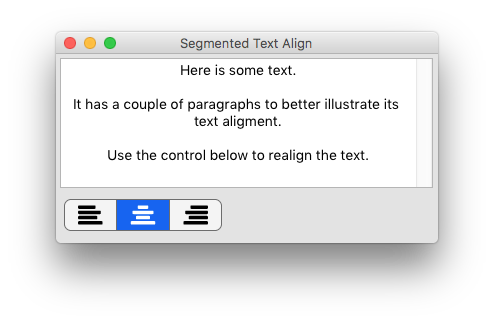 Segmented Text Align
Here is some text.
It has a couple of paragraphs to better illustrate its
text aligment.
Use the control below to realign the text.